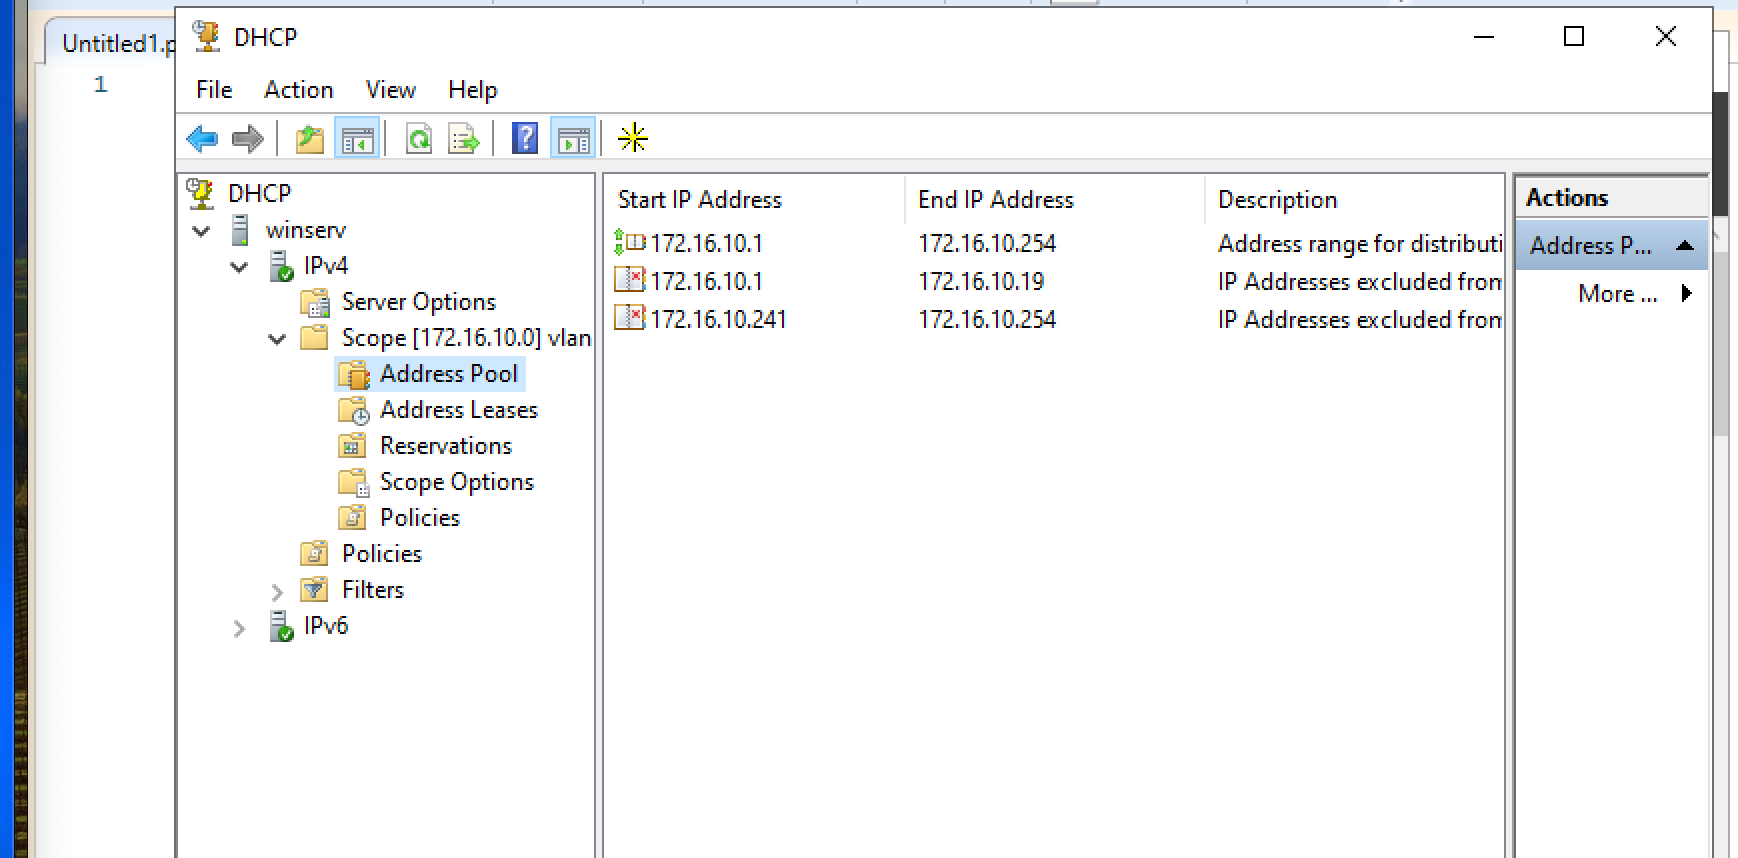 Untitled1.p
1
DHCP
File Action View Help
DHCP
winserv
IPv4
Server Options
Scope [172.16.10.0] vlan
Address Pool
Address Leases
Reservations
Scope Options
Policies
Policies
Filters
IPv6
Start IP Address End IP Address Description
172.16.10.1 172.16.10.254 Address range for distributi
172.16.10.1 172.16.10.19 IP Addresses excluded from
172.16.10.241 172.16.10.254 IP Addresses excluded from
Actions
Address P...
More ...